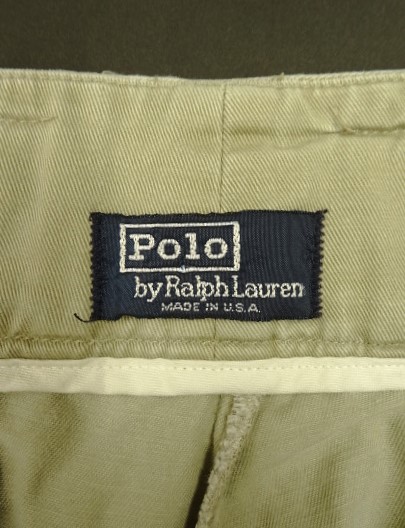 Polo
by Ralph Lauren
MADE IN U.S.A.